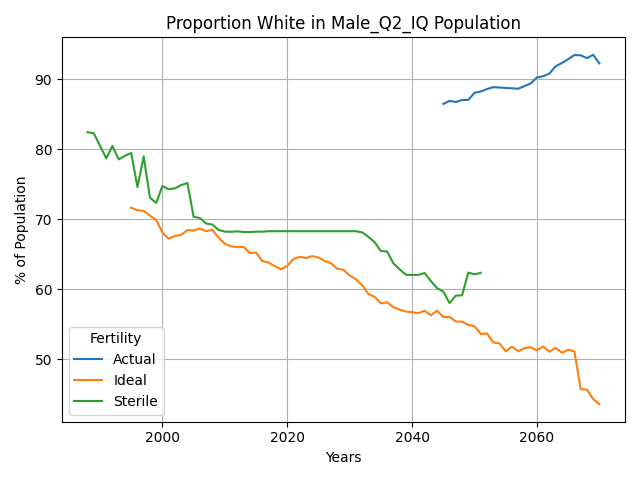 Proportion White in Male_Q2_IQ Population
% of Population
90
80
70
60
50
Fertility
Actual
Ideal
Sterile
2000
2020
2040
2060
Years